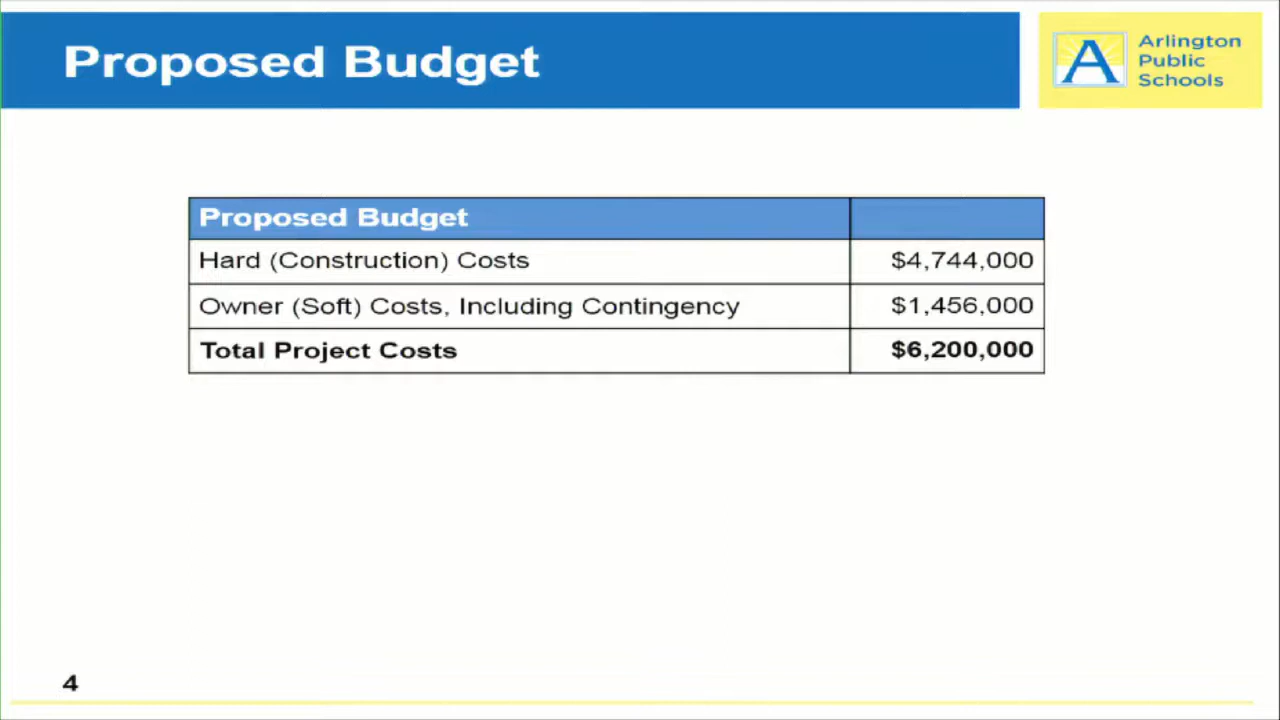 Proposed Budget
A
Arlington
Public
Schools
Proposed Budget
Hard (Construction) Costs $4,744,000
Owner (Soft) Costs, Including Contingency $1,456,000
Total Project Costs $6,200,000
4